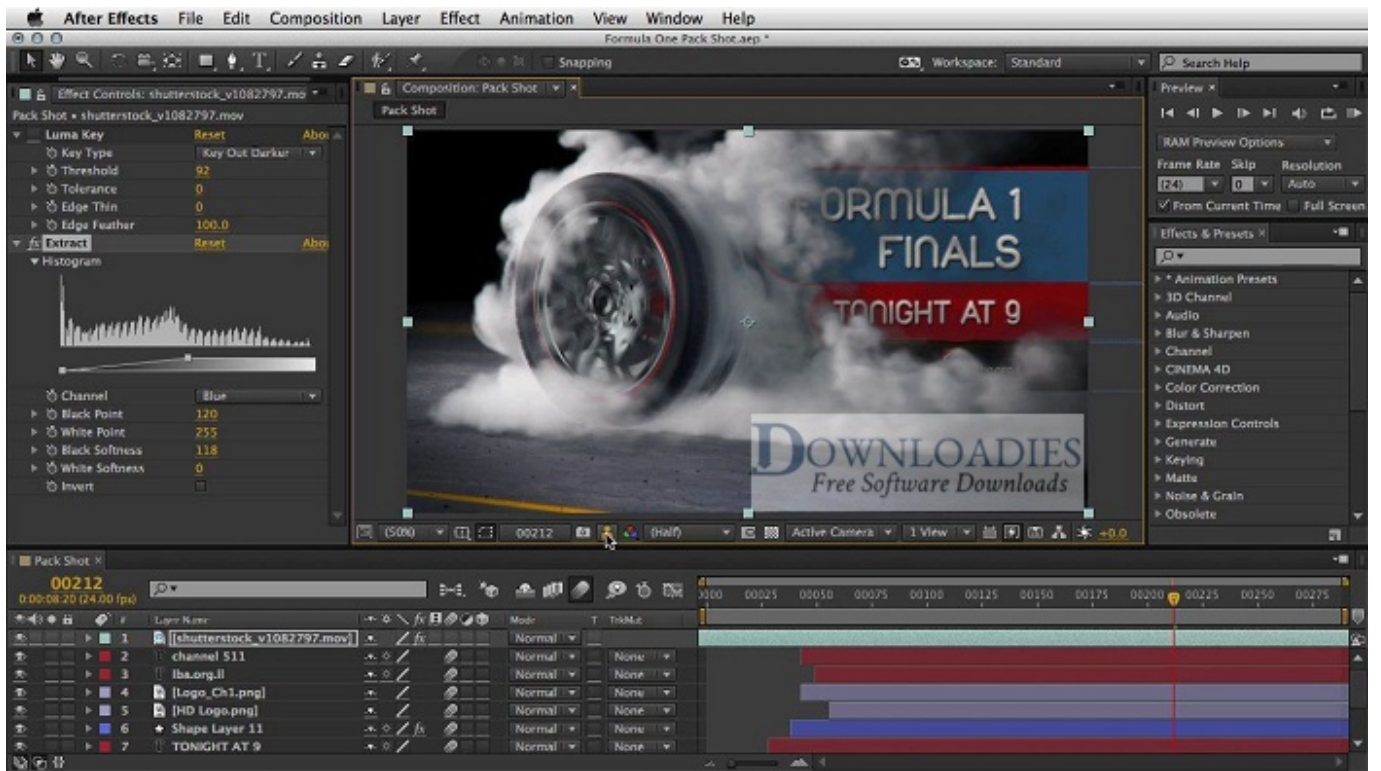 After Effects File Edit Composition Layer Effect Animation View Window Help
Formula One Pack Shot.aep *
Snapping
Workspace: Standard
Search Help
Effect Controls: shutterstock_v1082797.mo
Composition: Pack Shot
Preview
Pack Shot • shutterstock_v1082797.mov
Pack Shot
Luma Key Reset Abou
Key Type Key Out Darker
Threshold 92
Tolerance 0
Edge Thin 0
Edge Feather 100.0
fx Extract Reset Abou
Histogram
Channel Blue
Black Point 120
White Point 255
Black Softness 118
White Softness 0
Invert
ORMULA 1
FINALS
TONIGHT AT 9
DOWNLOADIES
Free Software Downloads
(50%) 00212 (Half) Active Camera 1 View +0.0
RAM Preview Options
Frame Rate Skip Resolution
(24) 0 Auto
From Current Time Full Screen
Effects & Presets
* Animation Presets
3D Channel
Audio
Blur & Sharpen
Channel
CINEMA 4D
Color Correction
Distort
Expression Controls
Generate
Keying
Matte
Noise & Grain
Obsolete
Pack Shot
00212
0:00:08:20 (24.00 fps)
0000 00025 00050 00075 00100 00125 00150 00175 00200 00225 00250 00275
# Layer Name Mode T TrkMat
1 [shutterstock_v1082797.mov] Normal
2 channel 511 Normal None
3 Iba.org.il Normal None
4 [Logo_Ch1.png] Normal None
5 [HD Logo.png] Normal None
6 Shape Layer 11 Normal None
7 TONIGHT AT 9 Normal None